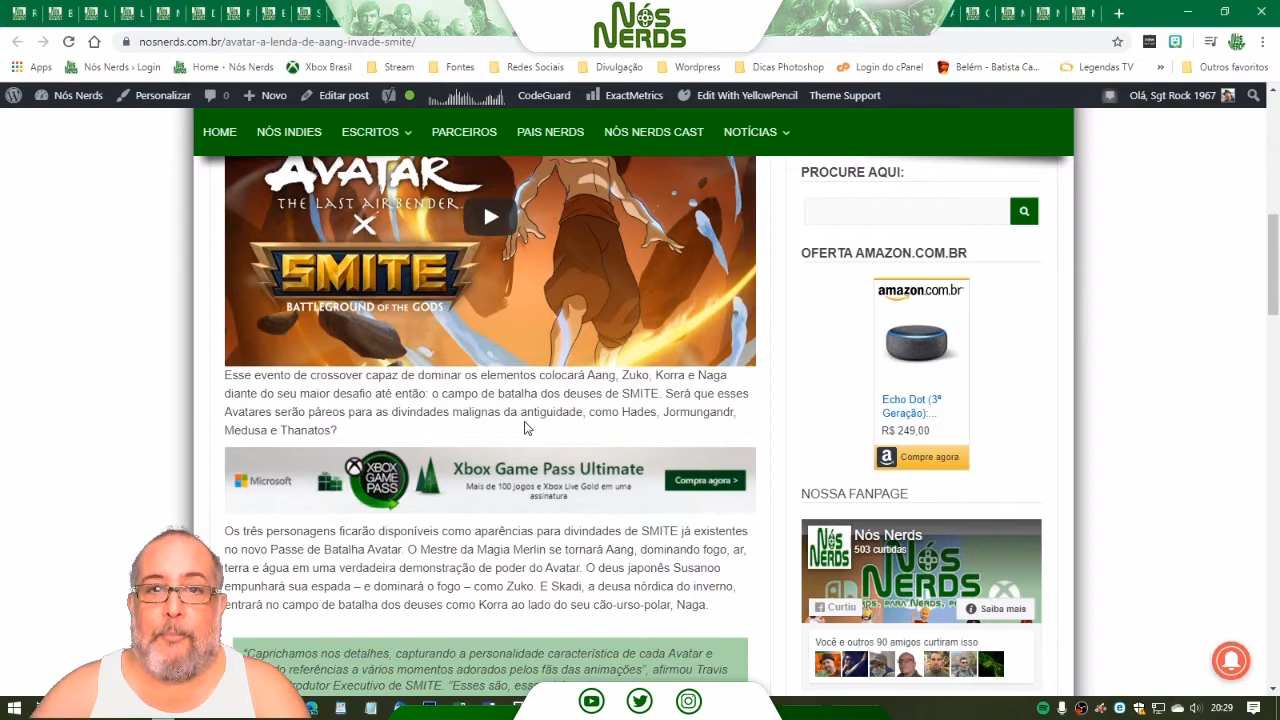 Nós
NERDS
nosnerds.com.br/avatar-a-lenda-de-aang-invade-smite/
Apps Nós Nerds › Login Home • Nós Nerds Xbox Brasil Stream Fontes Redes Sociais Divulgação Wordpress Dicas Photoshop Login do cPanel Belém - Batista Ca... Legendas TV » Outros favoritos
Nós Nerds Personalizar 0 + Novo Editar post CodeGuard ExactMetrics Edit With YellowPencil Theme Support Olá, Sgt Rock 1967
HOME NÓS INDIES ESCRITOS PARCEIROS PAIS NERDS NÓS NERDS CAST NOTÍCIAS
AVATAR
THE LAST AIRBENDER
X
SMITE
BATTLEGROUND OF THE GODS
Esse evento de crossover capaz de dominar os elementos colocará Aang, Zuko, Korra e Naga
diante do seu maior desafio até então: o campo de batalha dos deuses de SMITE. Será que esses
Avatares serão páreos para as divindades malignas da antiguidade, como Hades, Jormungandr,
Medusa e Thanatos?
Microsoft
XBOX
GAME
PASS
Xbox Game Pass Ultimate
Mais de 100 jogos e Xbox Live Gold em uma
assinatura
Compra agora >
Os três personagens ficarão disponíveis como aparências para divindades de SMITE já existentes
no novo Passe de Batalha Avatar. O Mestre da Magia Merlin se tornará Aang, dominando fogo, ar,
terra e água em uma verdadeira demonstração de poder do Avatar. O deus japonês Susanoo
empunhará sua espada – e dominará o fogo – como Zuko. E Skadi, a deusa nórdica do inverno,
entrará no campo de batalha dos deuses como Korra ao lado do seu cão-urso-polar, Naga.
chamos nos detalhes, capturando a personalidade característica de cada Avatar e
referências a vários momentos adorados pelos fãs das animações", afirmou Travis
rodutor Executivo de SMITE. "Esses são,
PROCURE AQUI:
OFERTA AMAZON.COM.BR
amazon.com.br
Echo Dot (3ª
Geração):...
R$ 249,00
Compre agora
NOSSA FANPAGE
Nós Nerds
503 curtidas
NÓS
NERDS
Curtiu
Saiba mais
Você e outros 90 amigos curtiram isso
20:29